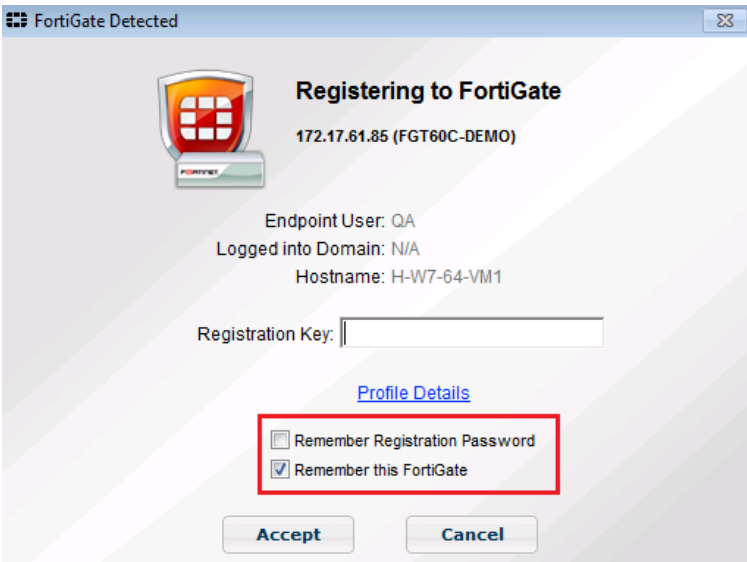 FortiGate Detected
Registering to FortiGate
172.17.61.85 (FGT60C-DEMO)
FORTINET
Endpoint User: QA
Logged into Domain: N/A
Hostname: H-W7-64-VM1
Registration Key:
Profile Details
Remember Registration Password
Remember this FortiGate
Accept Cancel